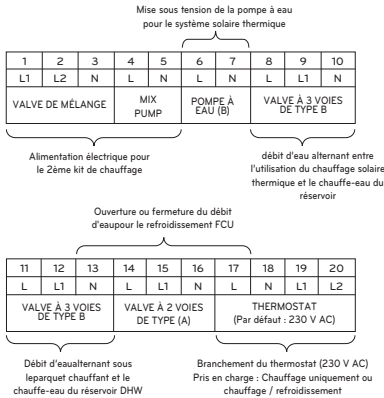 Mise sous tension de la pompe à eau
pour le système solaire thermique
1 2 3 4 5 6 7 8 9 10
L1 L2 N L N L N L L1 N
VALVE DE MÉLANGE
MIX
PUMP
POMPE À
EAU (B)
VALVE À 3 VOIES
DE TYPE B
Alimentation électrique pour
le 2ème kit de chauffage
débit d'eau alternant entre
l'utilisation du chauffage solaire
thermique et le chauffe-eau du
réservoir
Ouverture ou fermeture du débit
d'eaupour le refroidissement FCU
11 12 13 14 15 16 17 18 19 20
L L1 N L L1 N L N L1 L2
VALVE À 3 VOIES
DE TYPE B
VALVE À 2 VOIES
DE TYPE (A)
THERMOSTAT
(Par défaut : 230 V AC)
Débit d'eaualternant sous
leparquet chauffant et le
chauffe-eau du réservoir DHW
Branchement du thermostat (230 V AC)
Pris en charge : Chauffage uniquement ou
chauffage / refroidissement